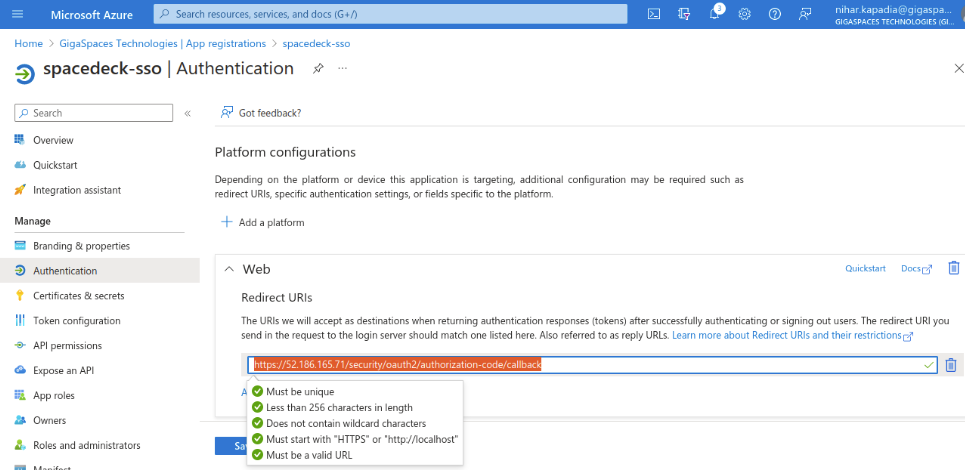 Microsoft Azure
Search resources, services, and docs (G+/)
3
nihar.kapadia@gigaspa...
GIGASPACES TECHNOLOGIES (GI...
Home > GigaSpaces Technologies | App registrations > spacedeck-sso
spacedeck-sso | Authentication
...
Search
«
Overview
Quickstart
Integration assistant
Manage
Branding & properties
Authentication
Certificates & secrets
Token configuration
API permissions
Expose an API
App roles
Owners
Roles and administrators
Manifest
Got feedback?
Platform configurations
Depending on the platform or device this application is targeting, additional configuration may be required such as
redirect URIs, specific authentication settings, or fields specific to the platform.
Add a platform
Web
Quickstart
Docs
Redirect URIs
The URIs we will accept as destinations when returning authentication responses (tokens) after successfully authenticating or signing out users. The redirect URI you
send in the request to the login server should match one listed here. Also referred to as reply URLs. Learn more about Redirect URIs and their restrictions
https://52.186.165.71/security/oauth2/authorization-code/callback
Must be unique
Less than 256 characters in length
Does not contain wildcard characters
Must start with "HTTPS" or "http://localhost"
Must be a valid URL